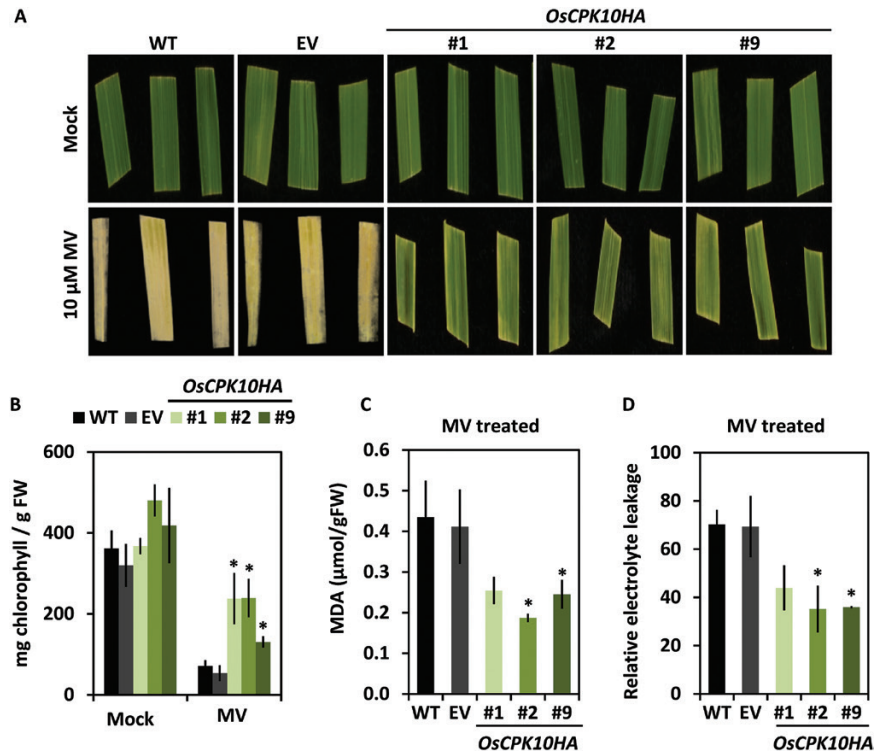 A
OsCPK10HA
WT EV #1 #2 #9
Mock
10 µM MV
OsCPK10HA
B
WT EV #1 #2 #9
mg chlorophyll / g FW
600
400
200
0
* * *
Mock MV
C
MV treated
MDA (µmol/gFW)
0.6
0.5
0.4
0.3
0.2
0.1
0.0
* *
WT EV #1 #2 #9
OsCPK10HA
D
MV treated
Relative electrolyte leakage
100
80
60
40
20
0
* *
WT EV #1 #2 #9
OsCPK10HA